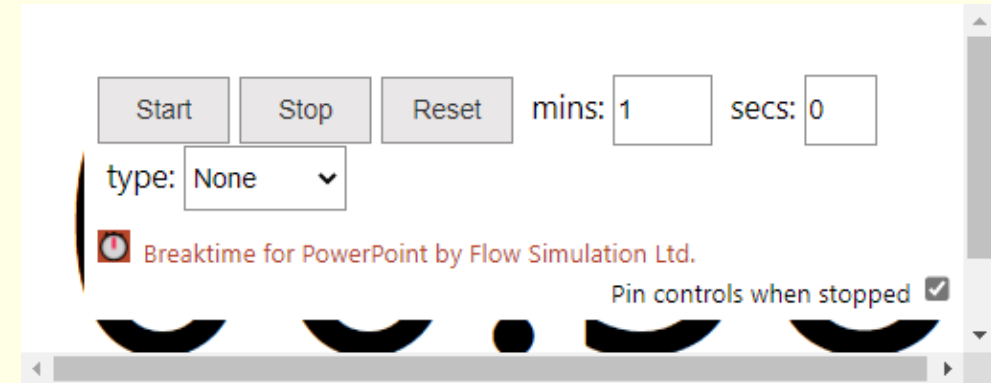 Start Stop Reset mins: 1 secs: 0
type: None
Breaktime for PowerPoint by Flow Simulation Ltd.
Pin controls when stopped